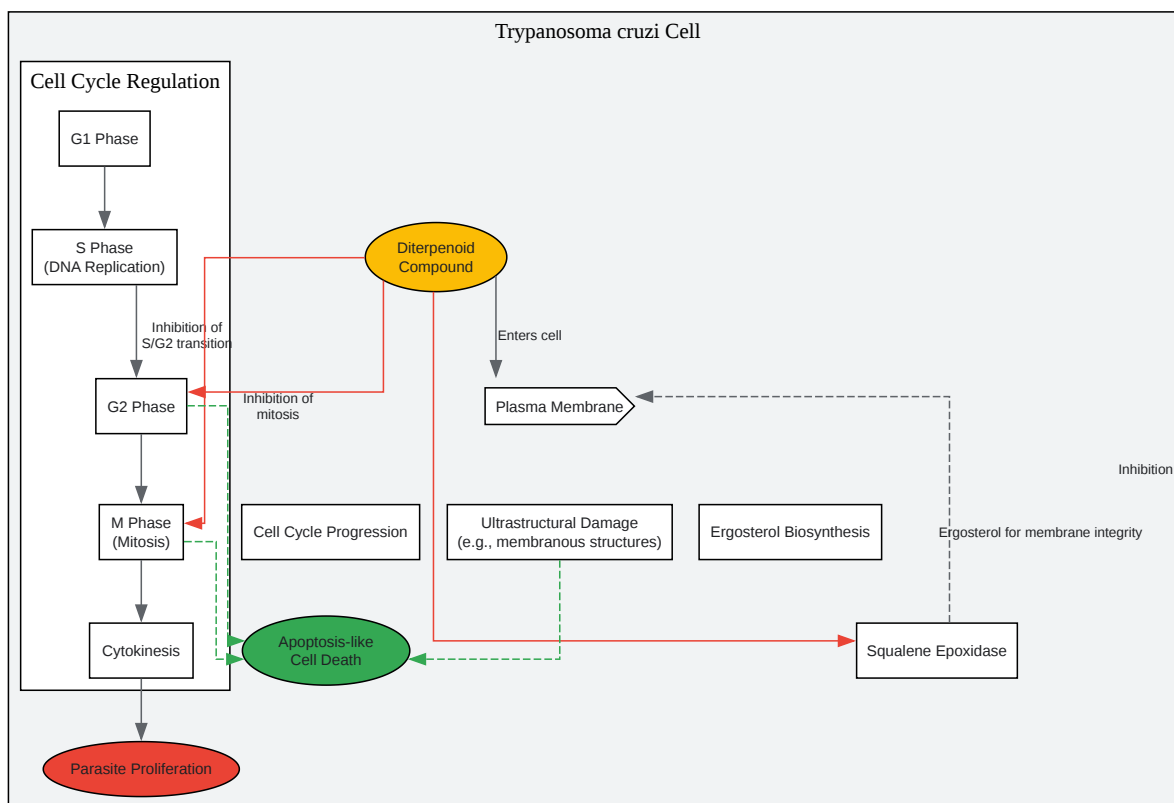 Trypanosoma cruzi Cell
Cell Cycle Regulation
G1 Phase
S Phase
(DNA Replication)
Diterpenoid
Compound
Inhibition of
S/G2 transition
Enters cell
G2 Phase
Inhibition of
mitosis
Plasma Membrane
Inhibition
M Phase
(Mitosis)
Cell Cycle Progression
Ultrastructural Damage
(e.g., membranous structures)
Ergosterol Biosynthesis
Ergosterol for membrane integrity
Cytokinesis
Apoptosis-like
Cell Death
Squalene Epoxidase
Parasite Proliferation